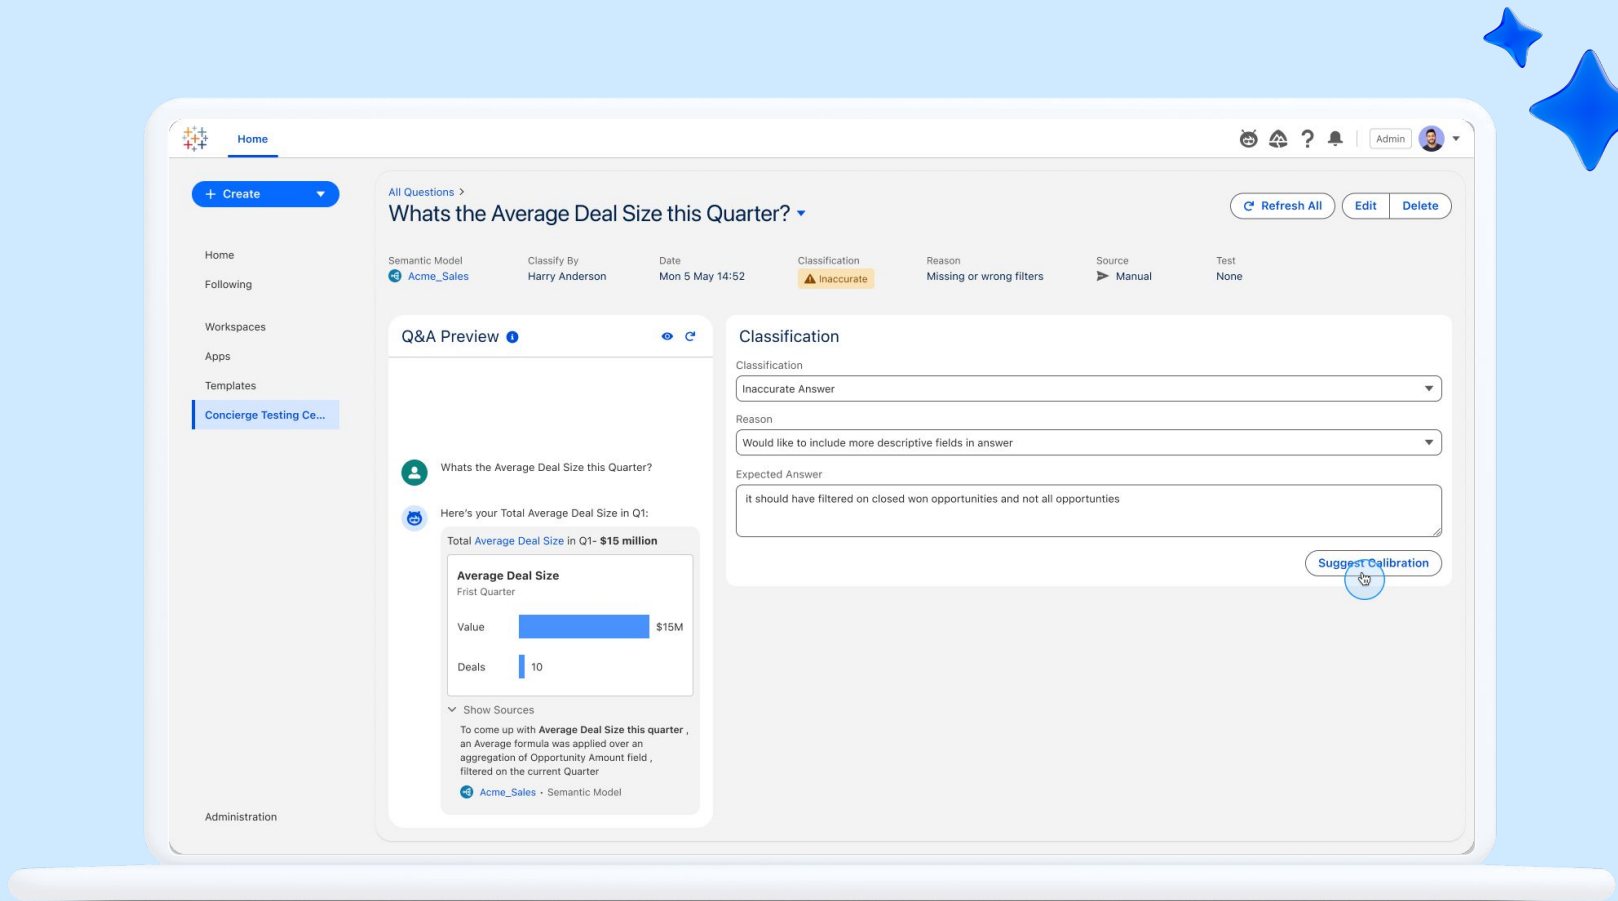 Home
Admin
+ Create
Home
Following
Workspaces
Apps
Templates
Concierge Testing Ce...
Administration
All Questions >
Whats the Average Deal Size this Quarter?
Refresh All
Edit
Delete
Semantic Model
Acme_Sales
Classify By
Harry Anderson
Date
Mon 5 May 14:52
Classification
Inaccurate
Reason
Missing or wrong filters
Source
Manual
Test
None
Q&A Preview
Whats the Average Deal Size this Quarter?
Here's your Total Average Deal Size in Q1:
Total Average Deal Size in Q1- $15 million
Average Deal Size
Frist Quarter
Value $15M
Deals 10
Show Sources
To come up with Average Deal Size this quarter ,
an Average formula was applied over an
aggregation of Opportunity Amount field ,
filtered on the current Quarter
Acme_Sales · Semantic Model
Classification
Classification
Inaccurate Answer
Reason
Would like to include more descriptive fields in answer
Expected Answer
it should have filtered on closed won opportunities and not all opportunties
Suggest Calibration